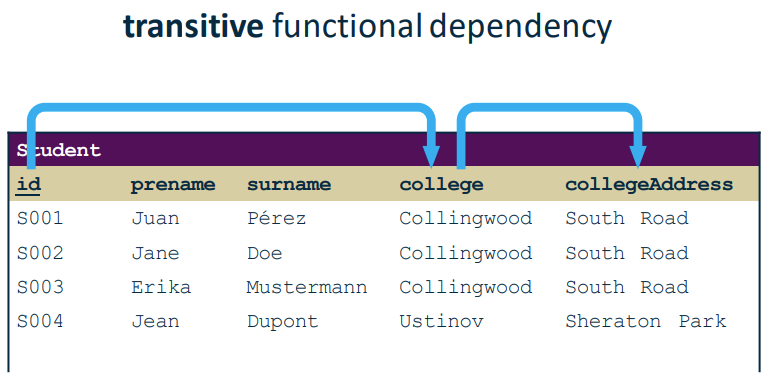 transitive functional dependency
Student
id prename surname college collegeAddress
S001 Juan Pérez Collingwood South Road
S002 Jane Doe Collingwood South Road
S003 Erika Mustermann Collingwood South Road
S004 Jean Dupont Ustinov Sheraton Park